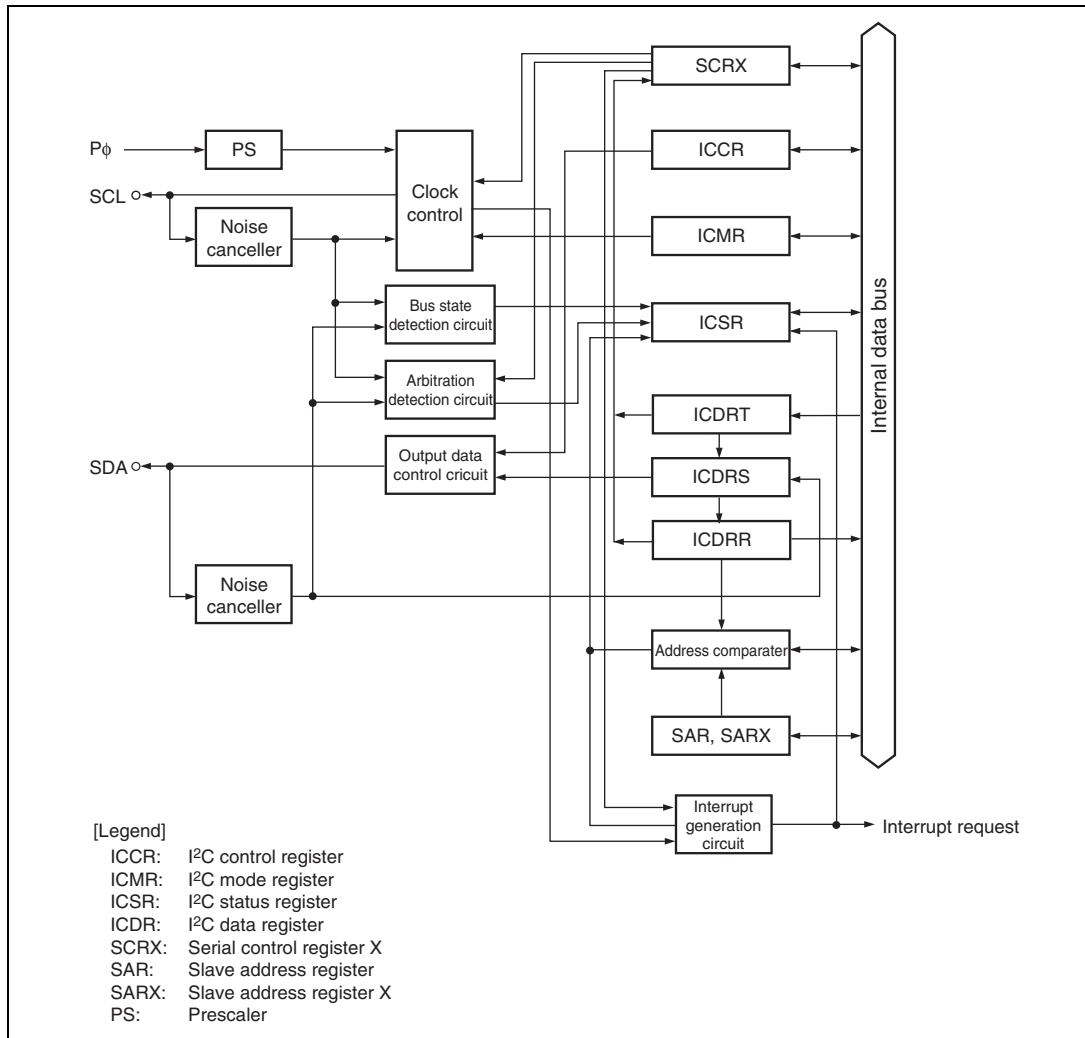 SCRX
Pϕ
PS
ICCR
SCL
Clock
control
Noise
canceller
ICMR
Bus state
detection circuit
ICSR
Arbitration
detection circuit
ICDRT
SDA
Output data
control cricuit
ICDRS
ICDRR
Noise
canceller
Address comparater
SAR, SARX
Internal data bus
Interrupt
generation
circuit
Interrupt request
[Legend]
ICCR: I²C control register
ICMR: I²C mode register
ICSR: I²C status register
ICDR: I²C data register
SCRX: Serial control register X
SAR: Slave address register
SARX: Slave address register X
PS: Prescaler